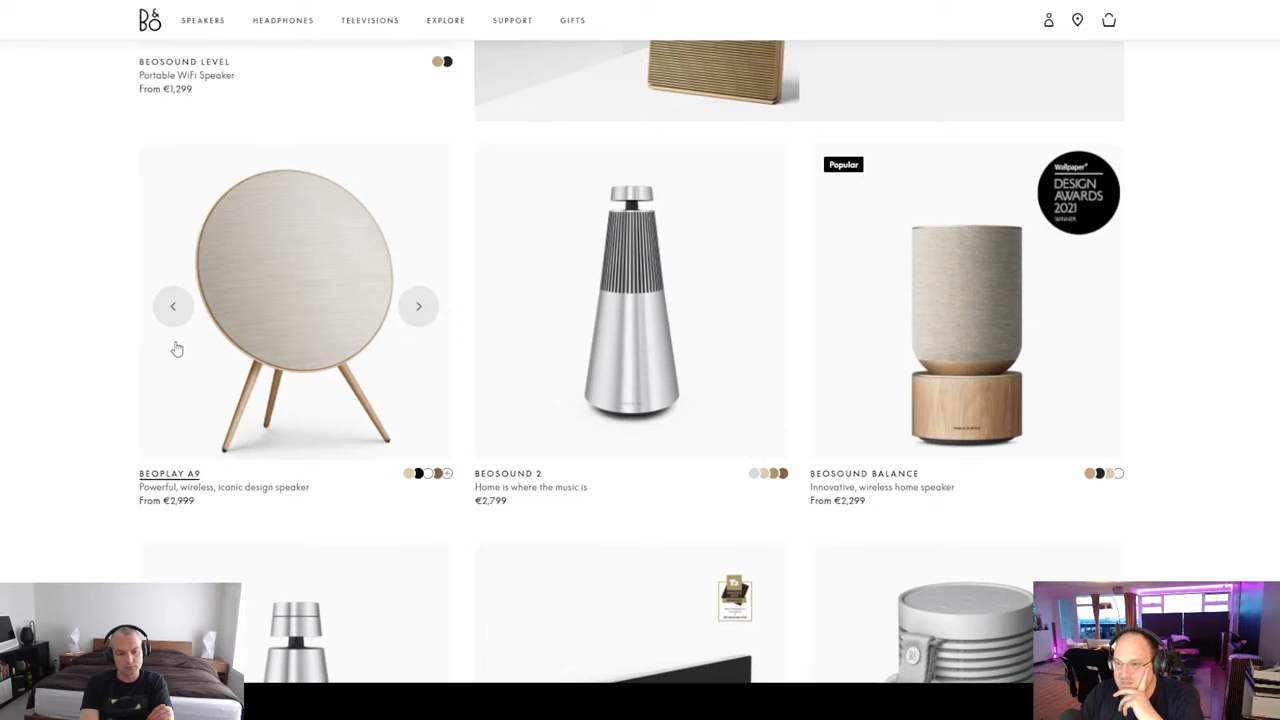 B&O
SPEAKERS
HEADPHONES
TELEVISIONS
EXPLORE
SUPPORT
GIFTS
BEOSOUND LEVEL
Portable WiFi Speaker
From €1,299
Popular
Wallpaper*
DESIGN
AWARDS
2021
WINNER
BEOPLAY A9
Powerful, wireless, iconic design speaker
From €2,999
BEOSOUND 2
Home is where the music is
€2,799
BEOSOUND BALANCE
Innovative, wireless home speaker
From €2,299